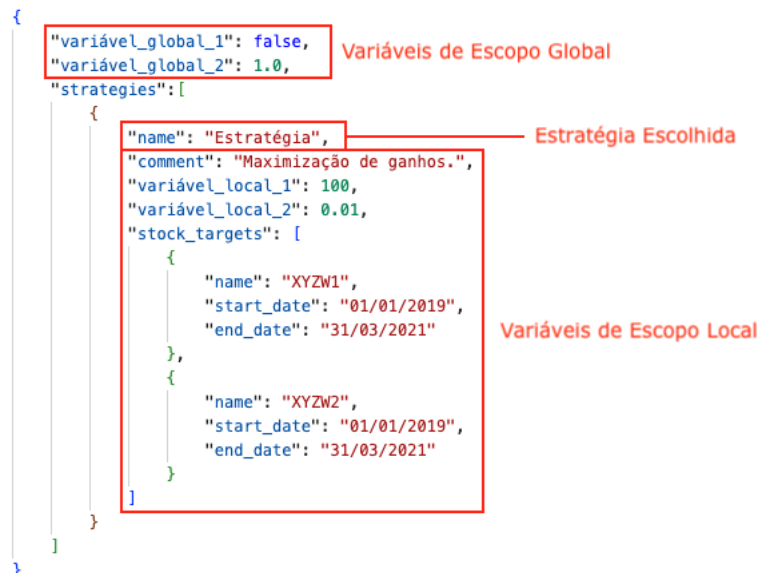 {
"variável_global_1": false,
"variável_global_2": 1.0,
Variáveis de Escopo Global
"strategies":[
{
"name": "Estratégia",
Estratégia Escolhida
"comment": "Maximização de ganhos.",
"variável_local_1": 100,
"variável_local_2": 0.01,
"stock_targets": [
{
"name": "XYZW1",
"start_date": "01/01/2019",
"end_date": "31/03/2021"
Variáveis de Escopo Local
},
{
"name": "XYZW2",
"start_date": "01/01/2019",
"end_date": "31/03/2021"
}
]
}
]
}